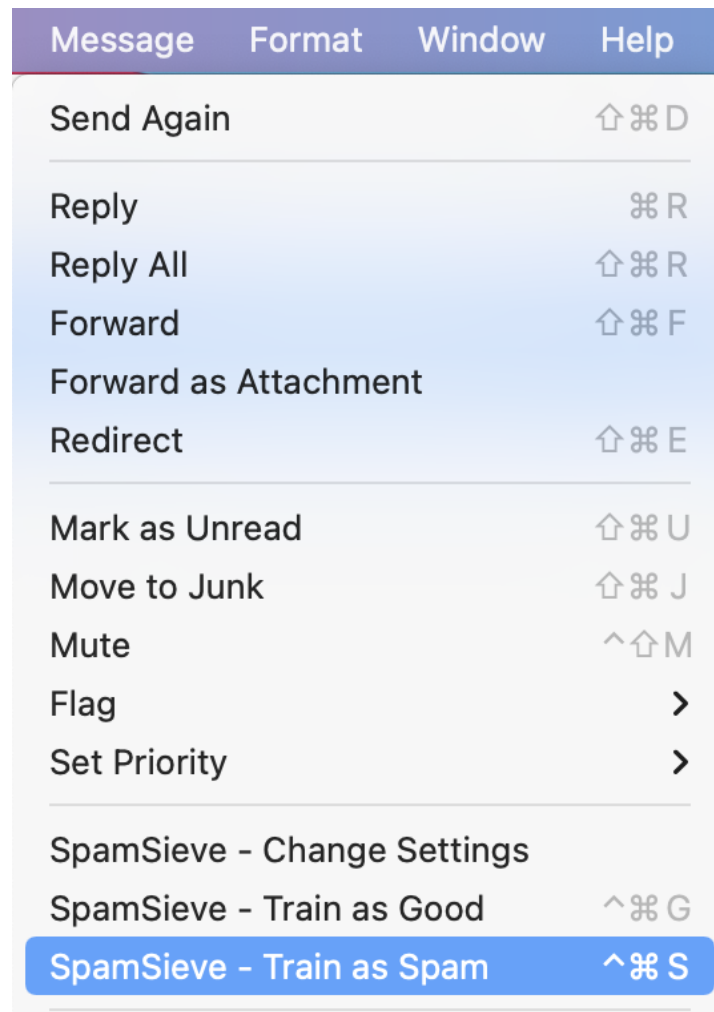 Message Format Window Help
Send Again ⇧⌘D
Reply ⌘R
Reply All ⇧⌘R
Forward ⇧⌘F
Forward as Attachment
Redirect ⇧⌘E
Mark as Unread ⇧⌘U
Move to Junk ⇧⌘J
Mute ^⇧M
Flag >
Set Priority >
SpamSieve - Change Settings
SpamSieve - Train as Good ^⌘G
SpamSieve - Train as Spam ^⌘S